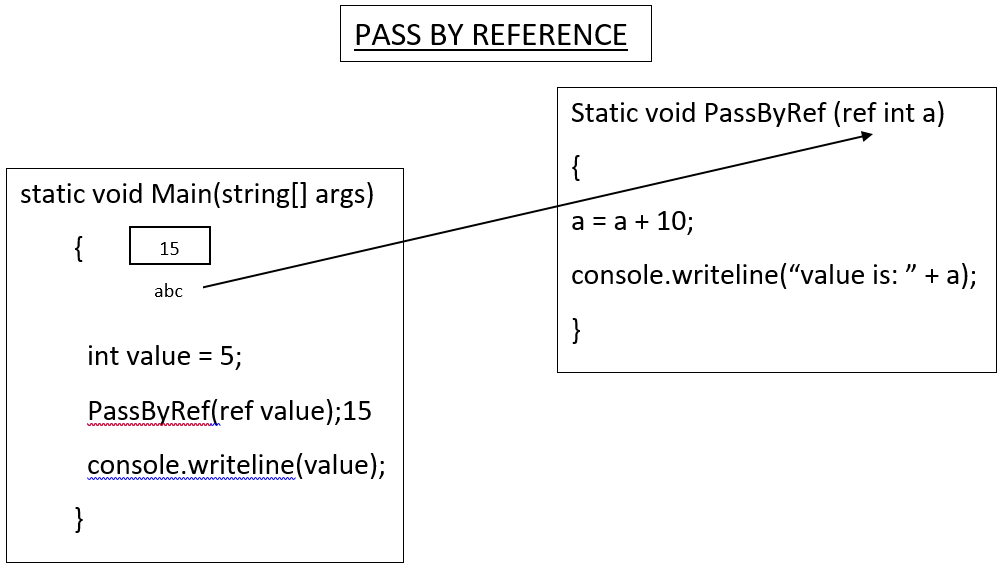 PASS BY REFERENCE
static void Main(string[] args)
{
15
abc
int value = 5;
PassByRef(ref value);15
console.writeline(value);
}
Static void PassByRef (ref int a)
{
a = a + 10;
console.writeline(“value is: ” + a);
}